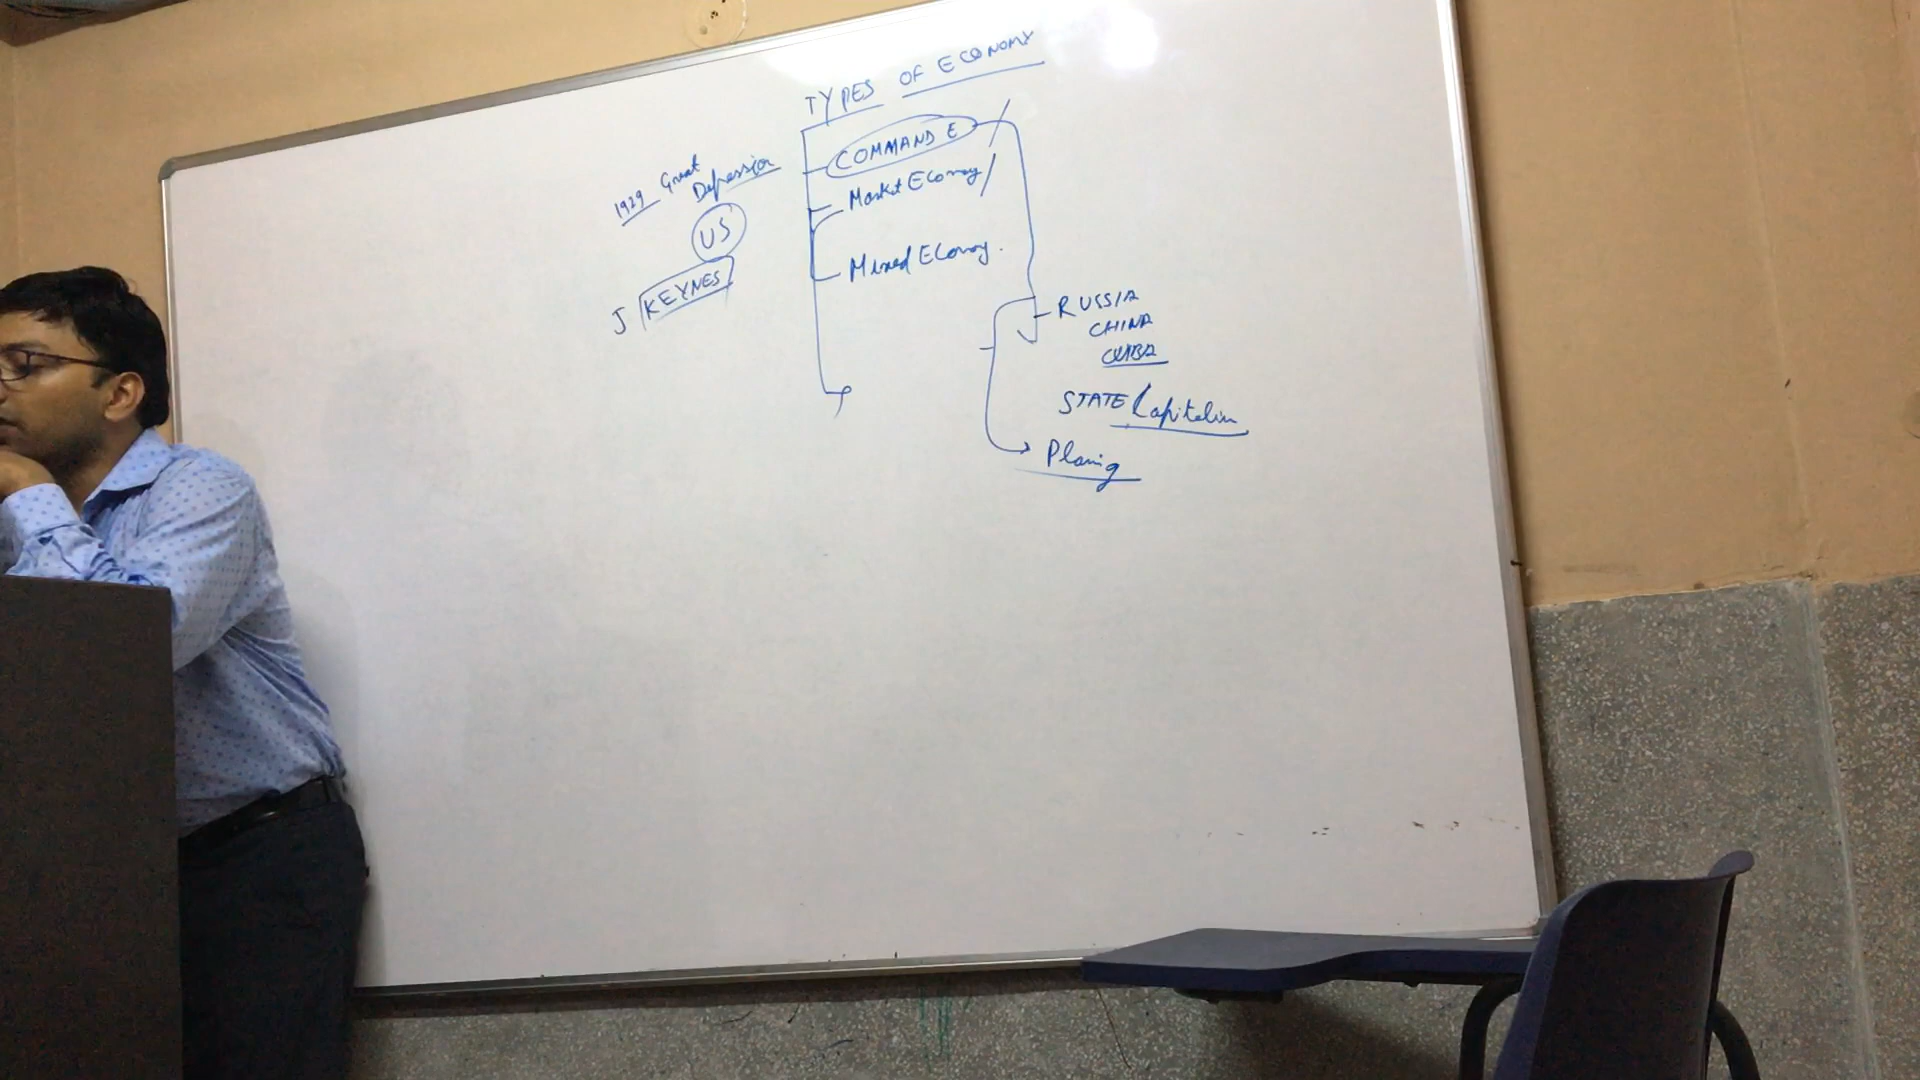 TYPES OF ECONOMY
COMMAND E
Market Economy
Mixed Economy.
1929 Great
Depression
US
J KEYNES
RUSSIA
CHINA
CUBA
STATE Capitalism
Planing